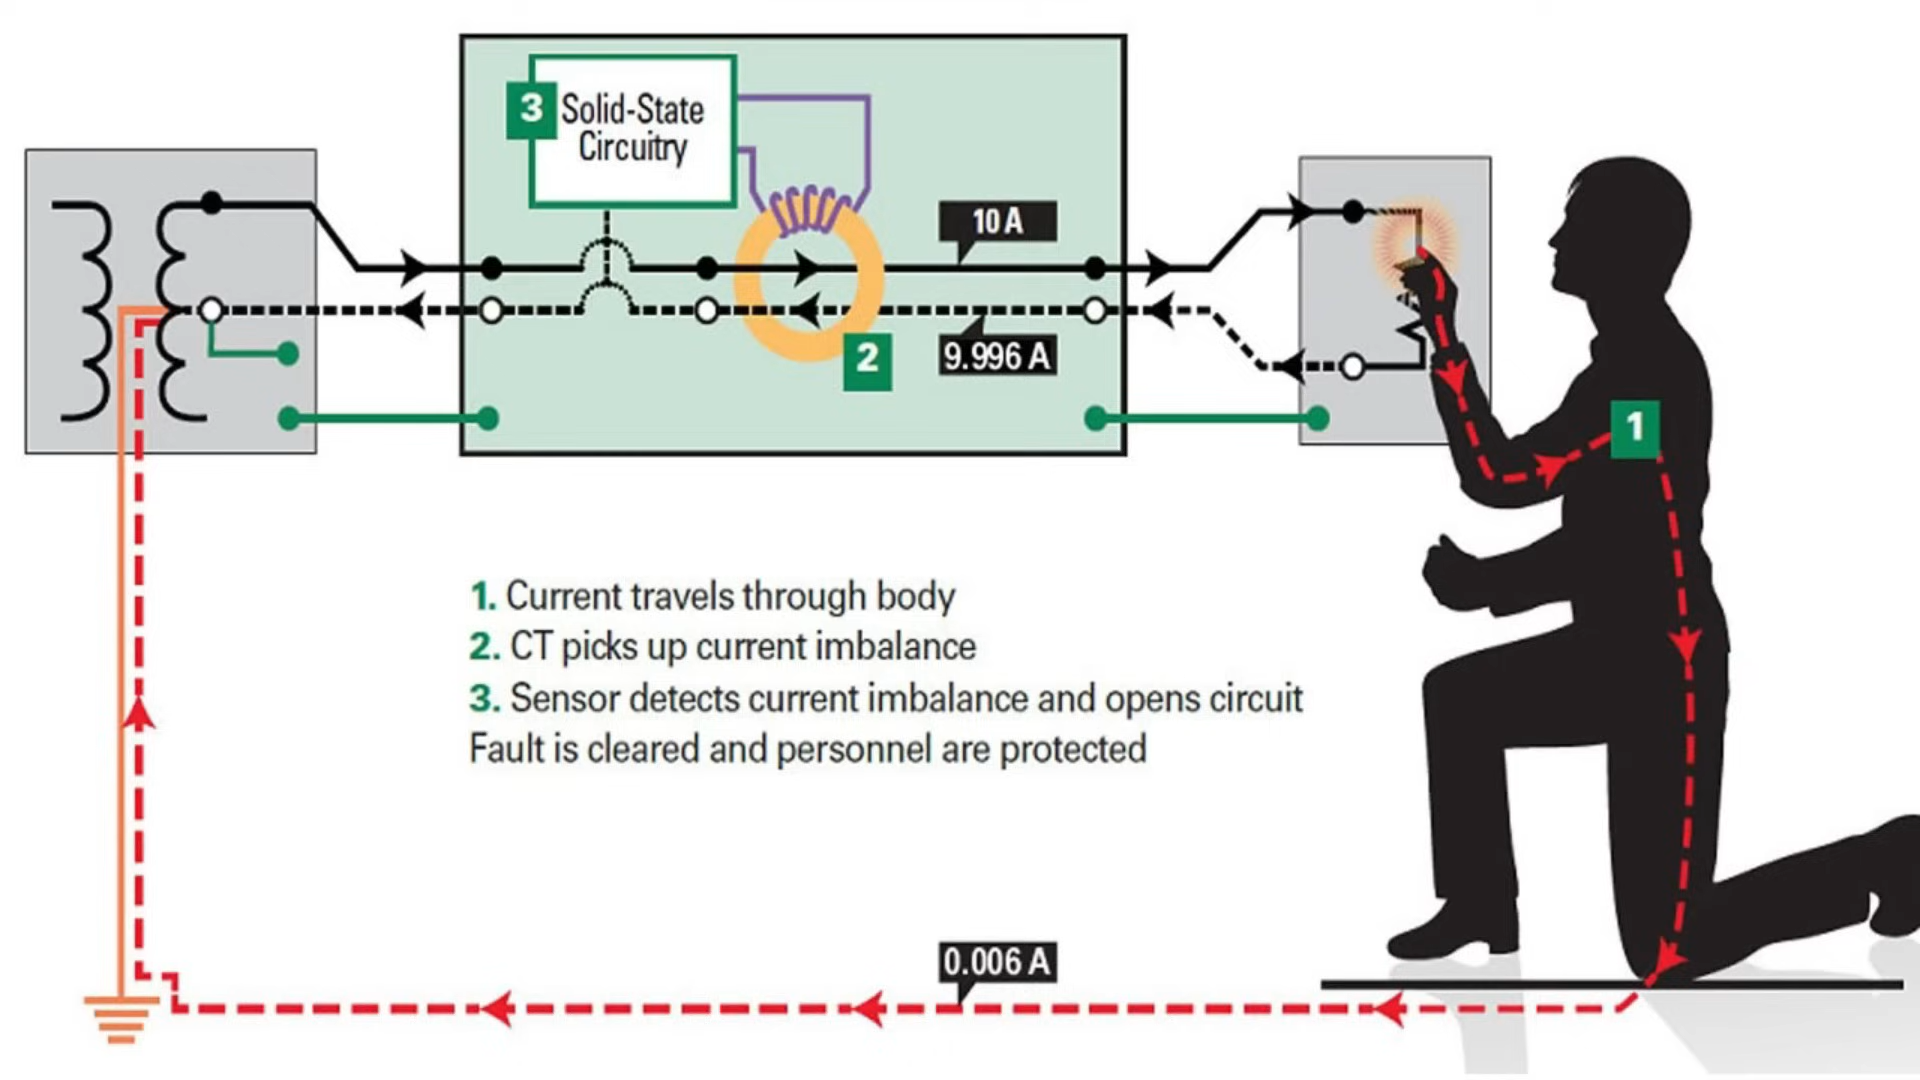 3 Solid-State
Circuitry
10 A
9.996 A
2
1
1. Current travels through body
2. CT picks up current imbalance
3. Sensor detects current imbalance and opens circuit
Fault is cleared and personnel are protected
0.006 A